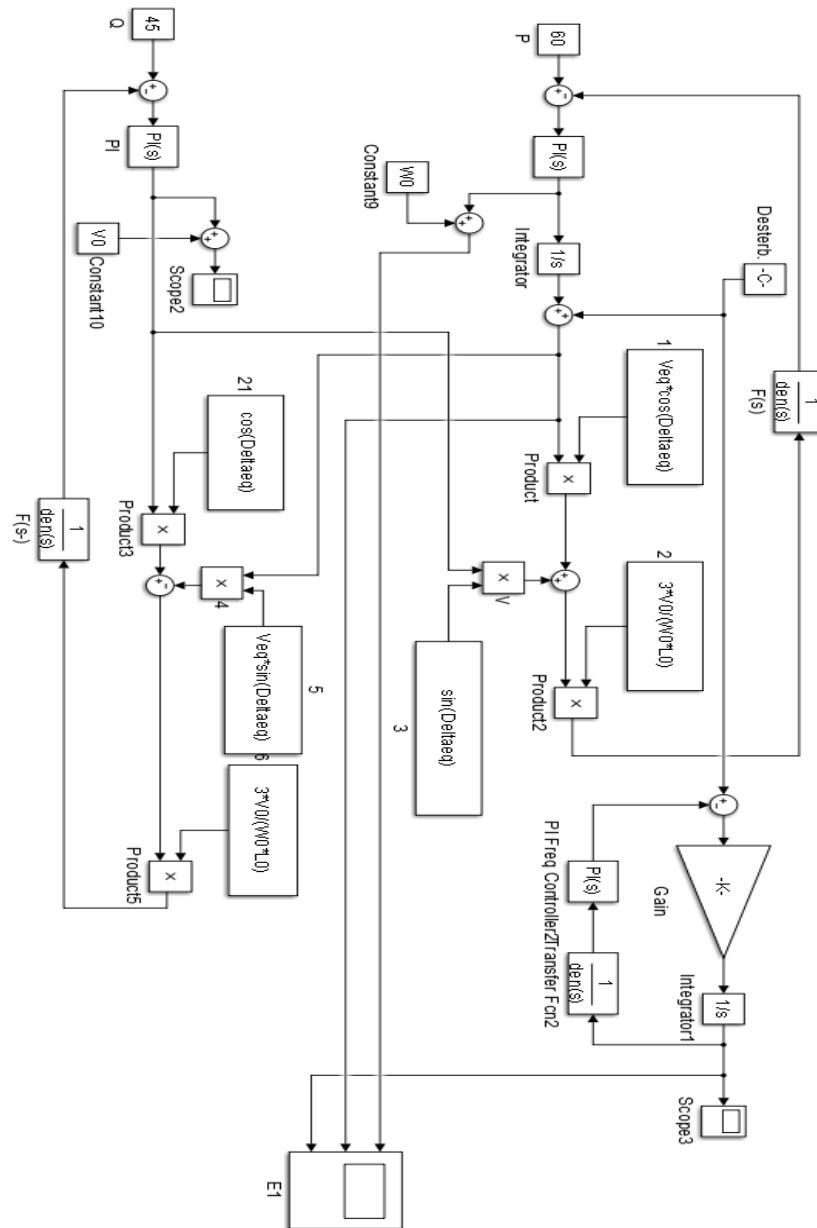 1
den(s)
F(s)
Desterb.
-C-
-K-
Gain
1/s
Integrator1
Scope3
PI(s)
PI Freq Controller2
1
den(s)
Transfer Fcn2
1
Veq*cos(Deltaeq)
2
3*V0/(W0*L0)
60
P
PI(s)
1/s
Integrator
x
Product
x
Product2
Constant9
W0
x
V
sin(Deltaeq)
3
E1
21
cos(Deltaeq)
x
4
Veq*sin(Deltaeq)
5
6
3*V0/(W0*L0)
45
Q
PI(s)
PI
Scope2
V0
Constant10
x
Product3
x
Product5
1
den(s)
F(s-)